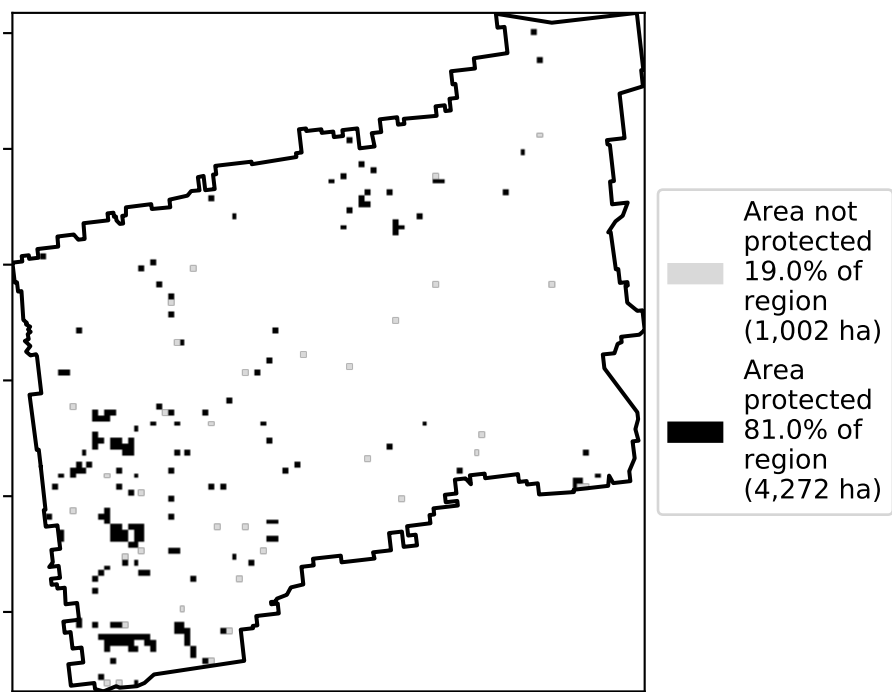 Area not
protected
19.0% of
region
(1,002 ha)
Area
protected
81.0% of
region
(4,272 ha)